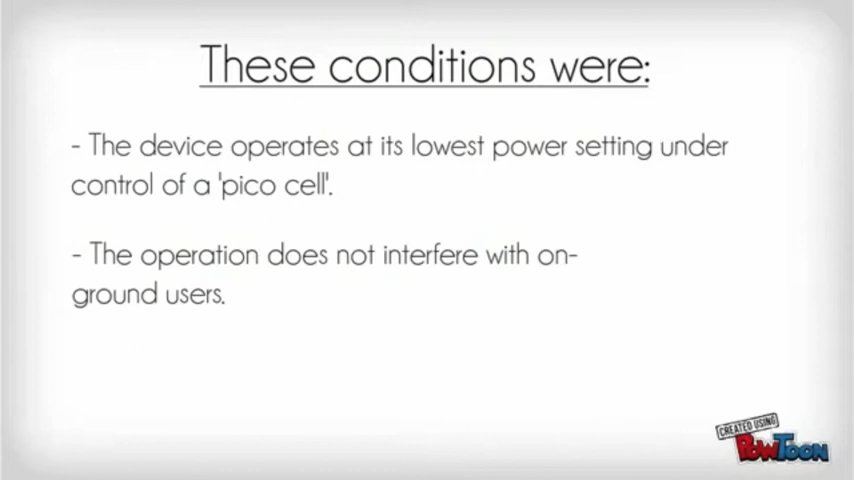 These conditions were:
- The device operates at its lowest power setting under
control of a 'pico cell'.
- The operation does not interfere with on-
ground users.
CREATED USING
POWTOON